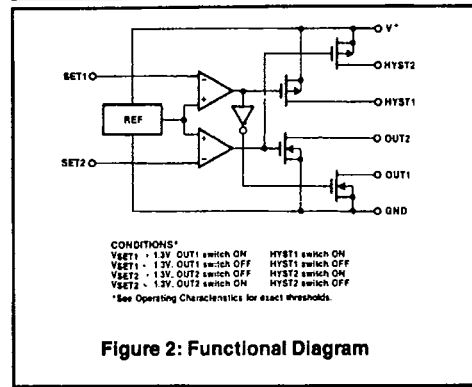 V+
HYST2
SET1
HYST1
REF
OUT2
SET2
OUT1
GND
CONDITIONS*
VSET1 > 1.3V, OUT1 switch ON HYST1 switch ON
VSET1 < 1.3V, OUT1 switch OFF HYST1 switch OFF
VSET2 > 1.3V, OUT2 switch OFF HYST2 switch ON
VSET2 < 1.3V, OUT2 switch ON HYST2 switch OFF
*See Operating Characteristics for exact thresholds.
Figure 2: Functional Diagram